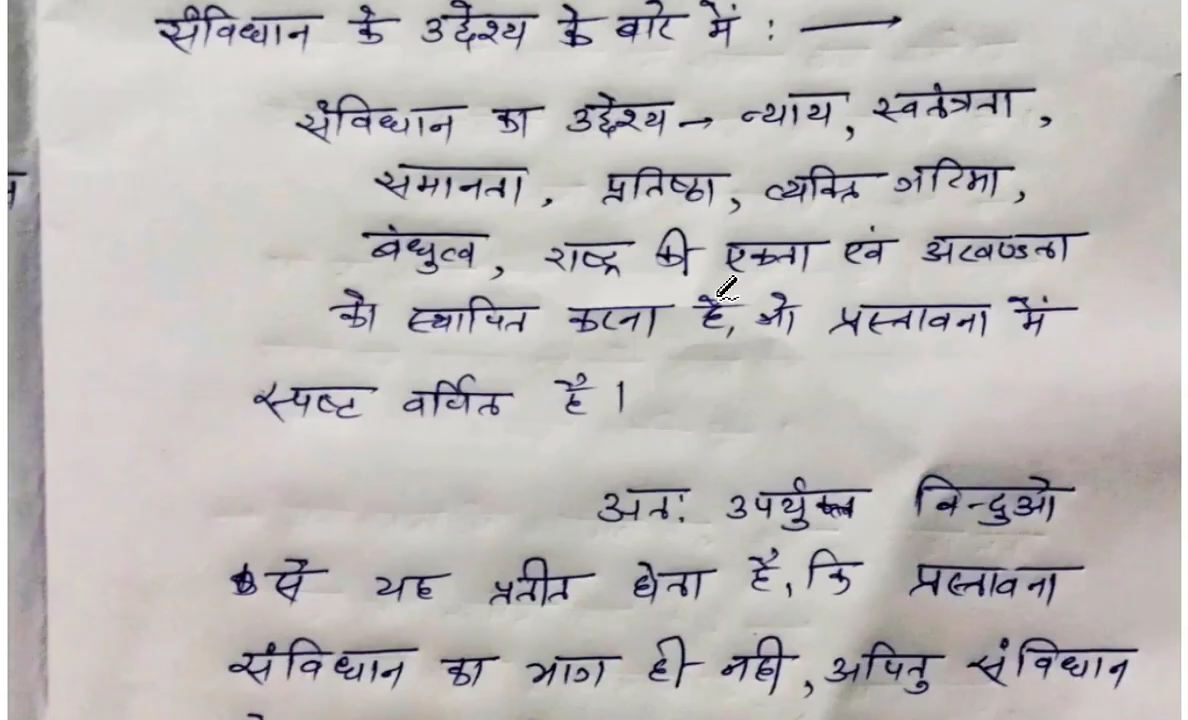 संविधान के उद्देश्य के बारे में : →
संविधान का उद्देश्य → न्याय, स्वतंत्रता,
समानता, प्रतिष्ठा, व्यक्ति गरिमा,
बंधुत्व, राष्ट्र की एकता एवं अखण्डता
को स्थापित करना है, जो प्रस्तावना में
स्पष्ट वर्णित है।
अतः उपर्युक्त बिन्दुओ
से यह प्रतीत होता है, कि प्रस्तावना
संविधान का भाग ही नही, अपितु संविधान